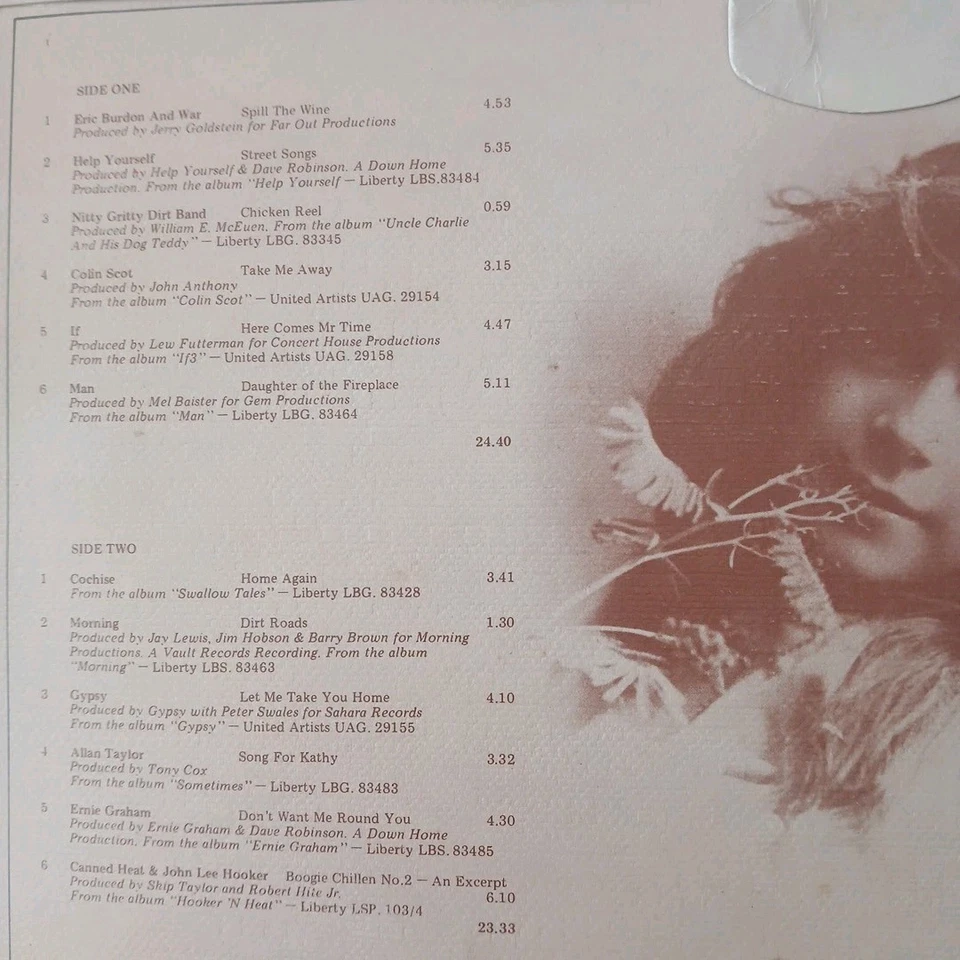 SIDE ONE
1 Eric Burdon And War Spill The Wine 4.53
Produced by Jerry Goldstein for Far Out Productions
2 Help Yourself Street Songs 5.35
Produced by Help Yourself & Dave Robinson. A Down Home
Production. From the album "Help Yourself — Liberty LBS.83484
3 Nitty Gritty Dirt Band Chicken Reel 0.59
Produced by William E. McEuen. From the album "Uncle Charlie
And His Dog Teddy" — Liberty LBG. 83345
4 Colin Scot Take Me Away 3.15
Produced by John Anthony
From the album "Colin Scot" — United Artists UAG. 29154
5 If Here Comes Mr Time 4.47
Produced by Lew Futterman for Concert House Productions
From the album "If3" — United Artists UAG. 29158
6 Man Daughter of the Fireplace 5.11
Produced by Mel Baister for Gem Productions
From the album "Man" — Liberty LBG. 83464
24.40
SIDE TWO
1 Cochise Home Again 3.41
From the album "Swallow Tales" — Liberty LBG. 83428
2 Morning Dirt Roads 1.30
Produced by Jay Lewis, Jim Hobson & Barry Brown for Morning
Productions. A Vault Records Recording. From the album
"Morning" — Liberty LBS. 83463
3 Gypsy Let Me Take You Home 4.10
Produced by Gypsy with Peter Swales for Sahara Records
From the album "Gypsy" — United Artists UAG. 29155
4 Allan Taylor Song For Kathy 3.32
Produced by Tony Cox
From the album "Sometimes" — Liberty LBG. 83483
5 Ernie Graham Don't Want Me Round You 4.30
Produced by Ernie Graham & Dave Robinson. A Down Home
Production. From the album "Ernie Graham" — Liberty LBS. 83485
6 Canned Heat & John Lee Hooker Boogie Chillen No.2 — An Excerpt
Produced by Skip Taylor and Robert Hite Jr. 6.10
From the album "Hooker 'N Heat" — Liberty LSP. 103/4
23.33